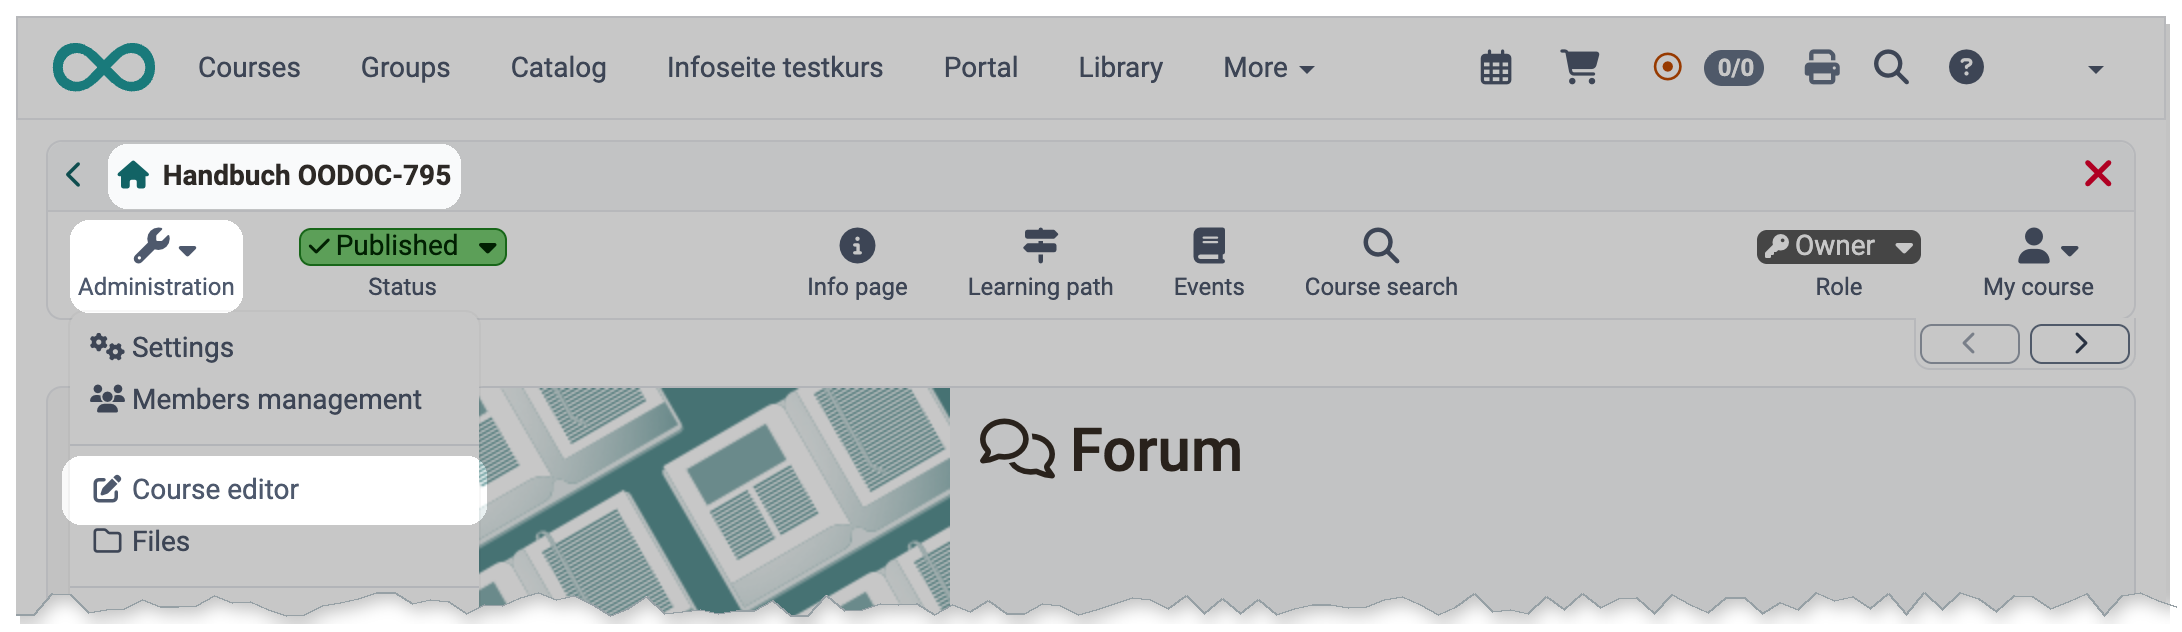 Courses Groups Catalog Infoseite testkurs Portal Library More 0/0 ?
Handbuch OODOC-795
Published Owner
Administration Status Info page Learning path Events Course search Role My course
Settings
Members management
Forum
Course editor
Files